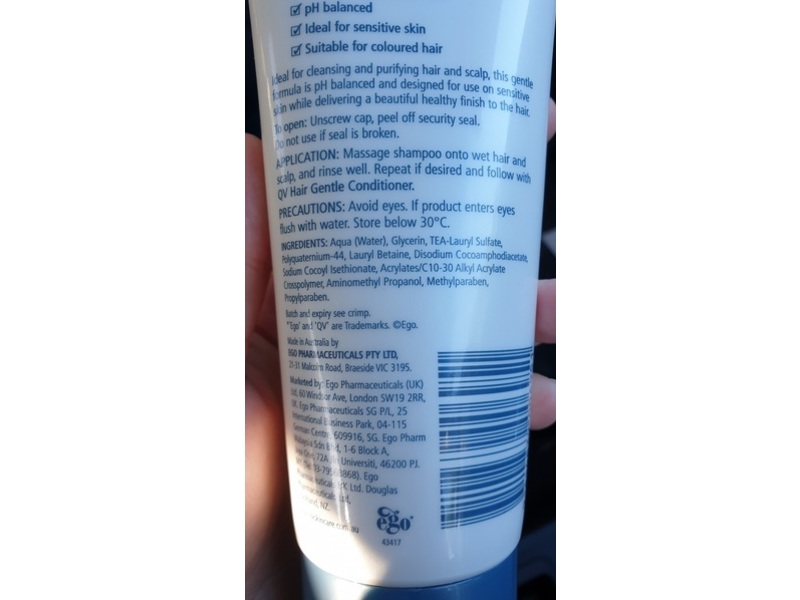 pH balanced
Ideal for sensitive skin
Suitable for coloured hair
Ideal for cleansing and purifying hair and scalp, this gentle
formula is pH balanced and designed for use on sensitive
skin while delivering a beautiful healthy finish to the hair.
To open: Unscrew cap, peel off security seal.
Do not use if seal is broken.
APPLICATION: Massage shampoo onto wet hair and
scalp, and rinse well. Repeat if desired and follow with
QV Hair Gentle Conditioner.
PRECAUTIONS: Avoid eyes. If product enters eyes
flush with water. Store below 30°C.
INGREDIENTS: Aqua (Water), Glycerin, TEA-Lauryl Sulfate,
Polyquaternium-44, Lauryl Betaine, Disodium Cocoamphodiacetate,
Sodium Cocoyl Isethionate, Acrylates/C10-30 Alkyl Acrylate
Crosspolymer, Aminomethyl Propanol, Methylparaben,
Propylparaben.
Batch and expiry see crimp.
"Ego" and "QV" are Trademarks. ©Ego.
Made in Australia by
EGO PHARMACEUTICALS PTY LTD,
21-31 Malcolm Road, Braeside VIC 3195.
Marketed by: Ego Pharmaceuticals (UK)
Ltd, 60 Windsor Ave, London SW19 2RR,
UK. Ego Pharmaceuticals SG P/L, 25
International Business Park, 04-115
German Centre, 609916, SG. Ego Pharm
Malaysia Sdn Bhd, 1-6 Block A,
72A, Universiti, 46200 PJ.
Ego
Pharmaceuticals Ltd. Douglas
Pharmaceuticals Ltd,
NZ.
ego
43417